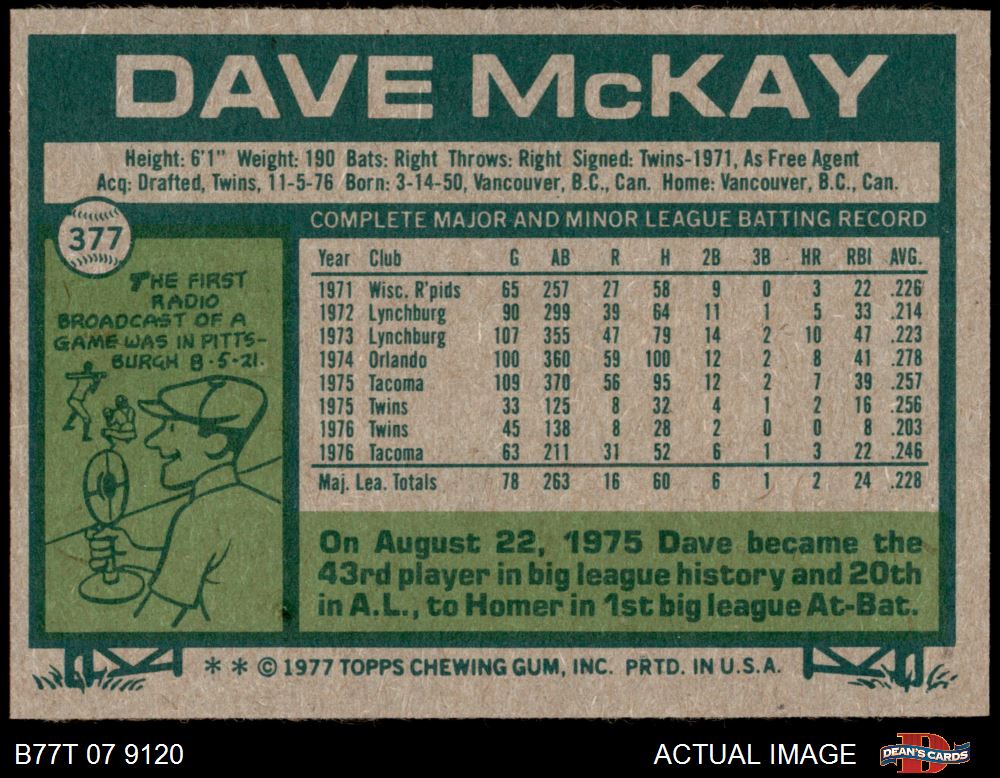 DAVE McKAY
Height: 6'1" Weight: 190 Bats: Right Throws: Right Signed: Twins-1971, As Free Agent
Acq: Drafted, Twins, 11-5-76 Born: 3-14-50, Vancouver, B.C., Can. Home: Vancouver, B.C., Can.
377
THE FIRST
RADIO
BROADCAST OF A
GAME WAS IN PITTS-
BURGH 8·5·21.
COMPLETE MAJOR AND MINOR LEAGUE BATTING RECORD
Year Club G AB R H 2B 3B HR RBI AVG.
1971 Wisc. R'pids 65 257 27 58 9 0 3 22 .226
1972 Lynchburg 90 299 39 64 11 1 5 33 .214
1973 Lynchburg 107 355 47 79 14 2 10 47 .223
1974 Orlando 100 360 59 100 12 2 8 41 .278
1975 Tacoma 109 370 56 95 12 2 7 39 .257
1975 Twins 33 125 8 32 4 1 2 16 .256
1976 Twins 45 138 8 28 2 0 0 8 .203
1976 Tacoma 63 211 31 52 6 1 3 22 .246
Maj. Lea. Totals 78 263 16 60 6 1 2 24 .228
On August 22, 1975 Dave became the
43rd player in big league history and 20th
in A.L., to Homer in 1st big league At-Bat.
** © 1977 TOPPS CHEWING GUM, INC. PRTD. IN U.S.A.
B77T 07 9120
ACTUAL IMAGE
D
DEAN'S CARDS